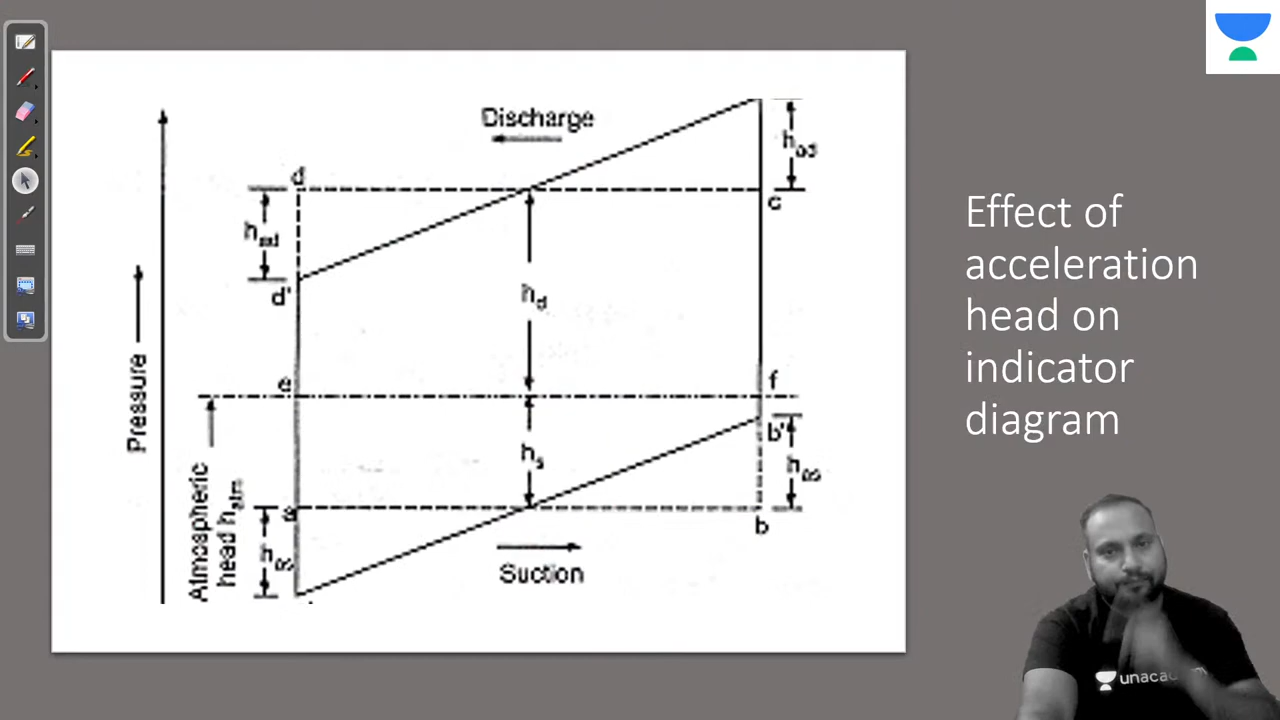 Discharge
h_ad
d
c
h_ad
d'
h_d
Pressure
e
f
Atmospheric
head h_atm
b'
h_s
h_as
a
b
h_as
Suction
Effect of
acceleration
head on
indicator
diagram